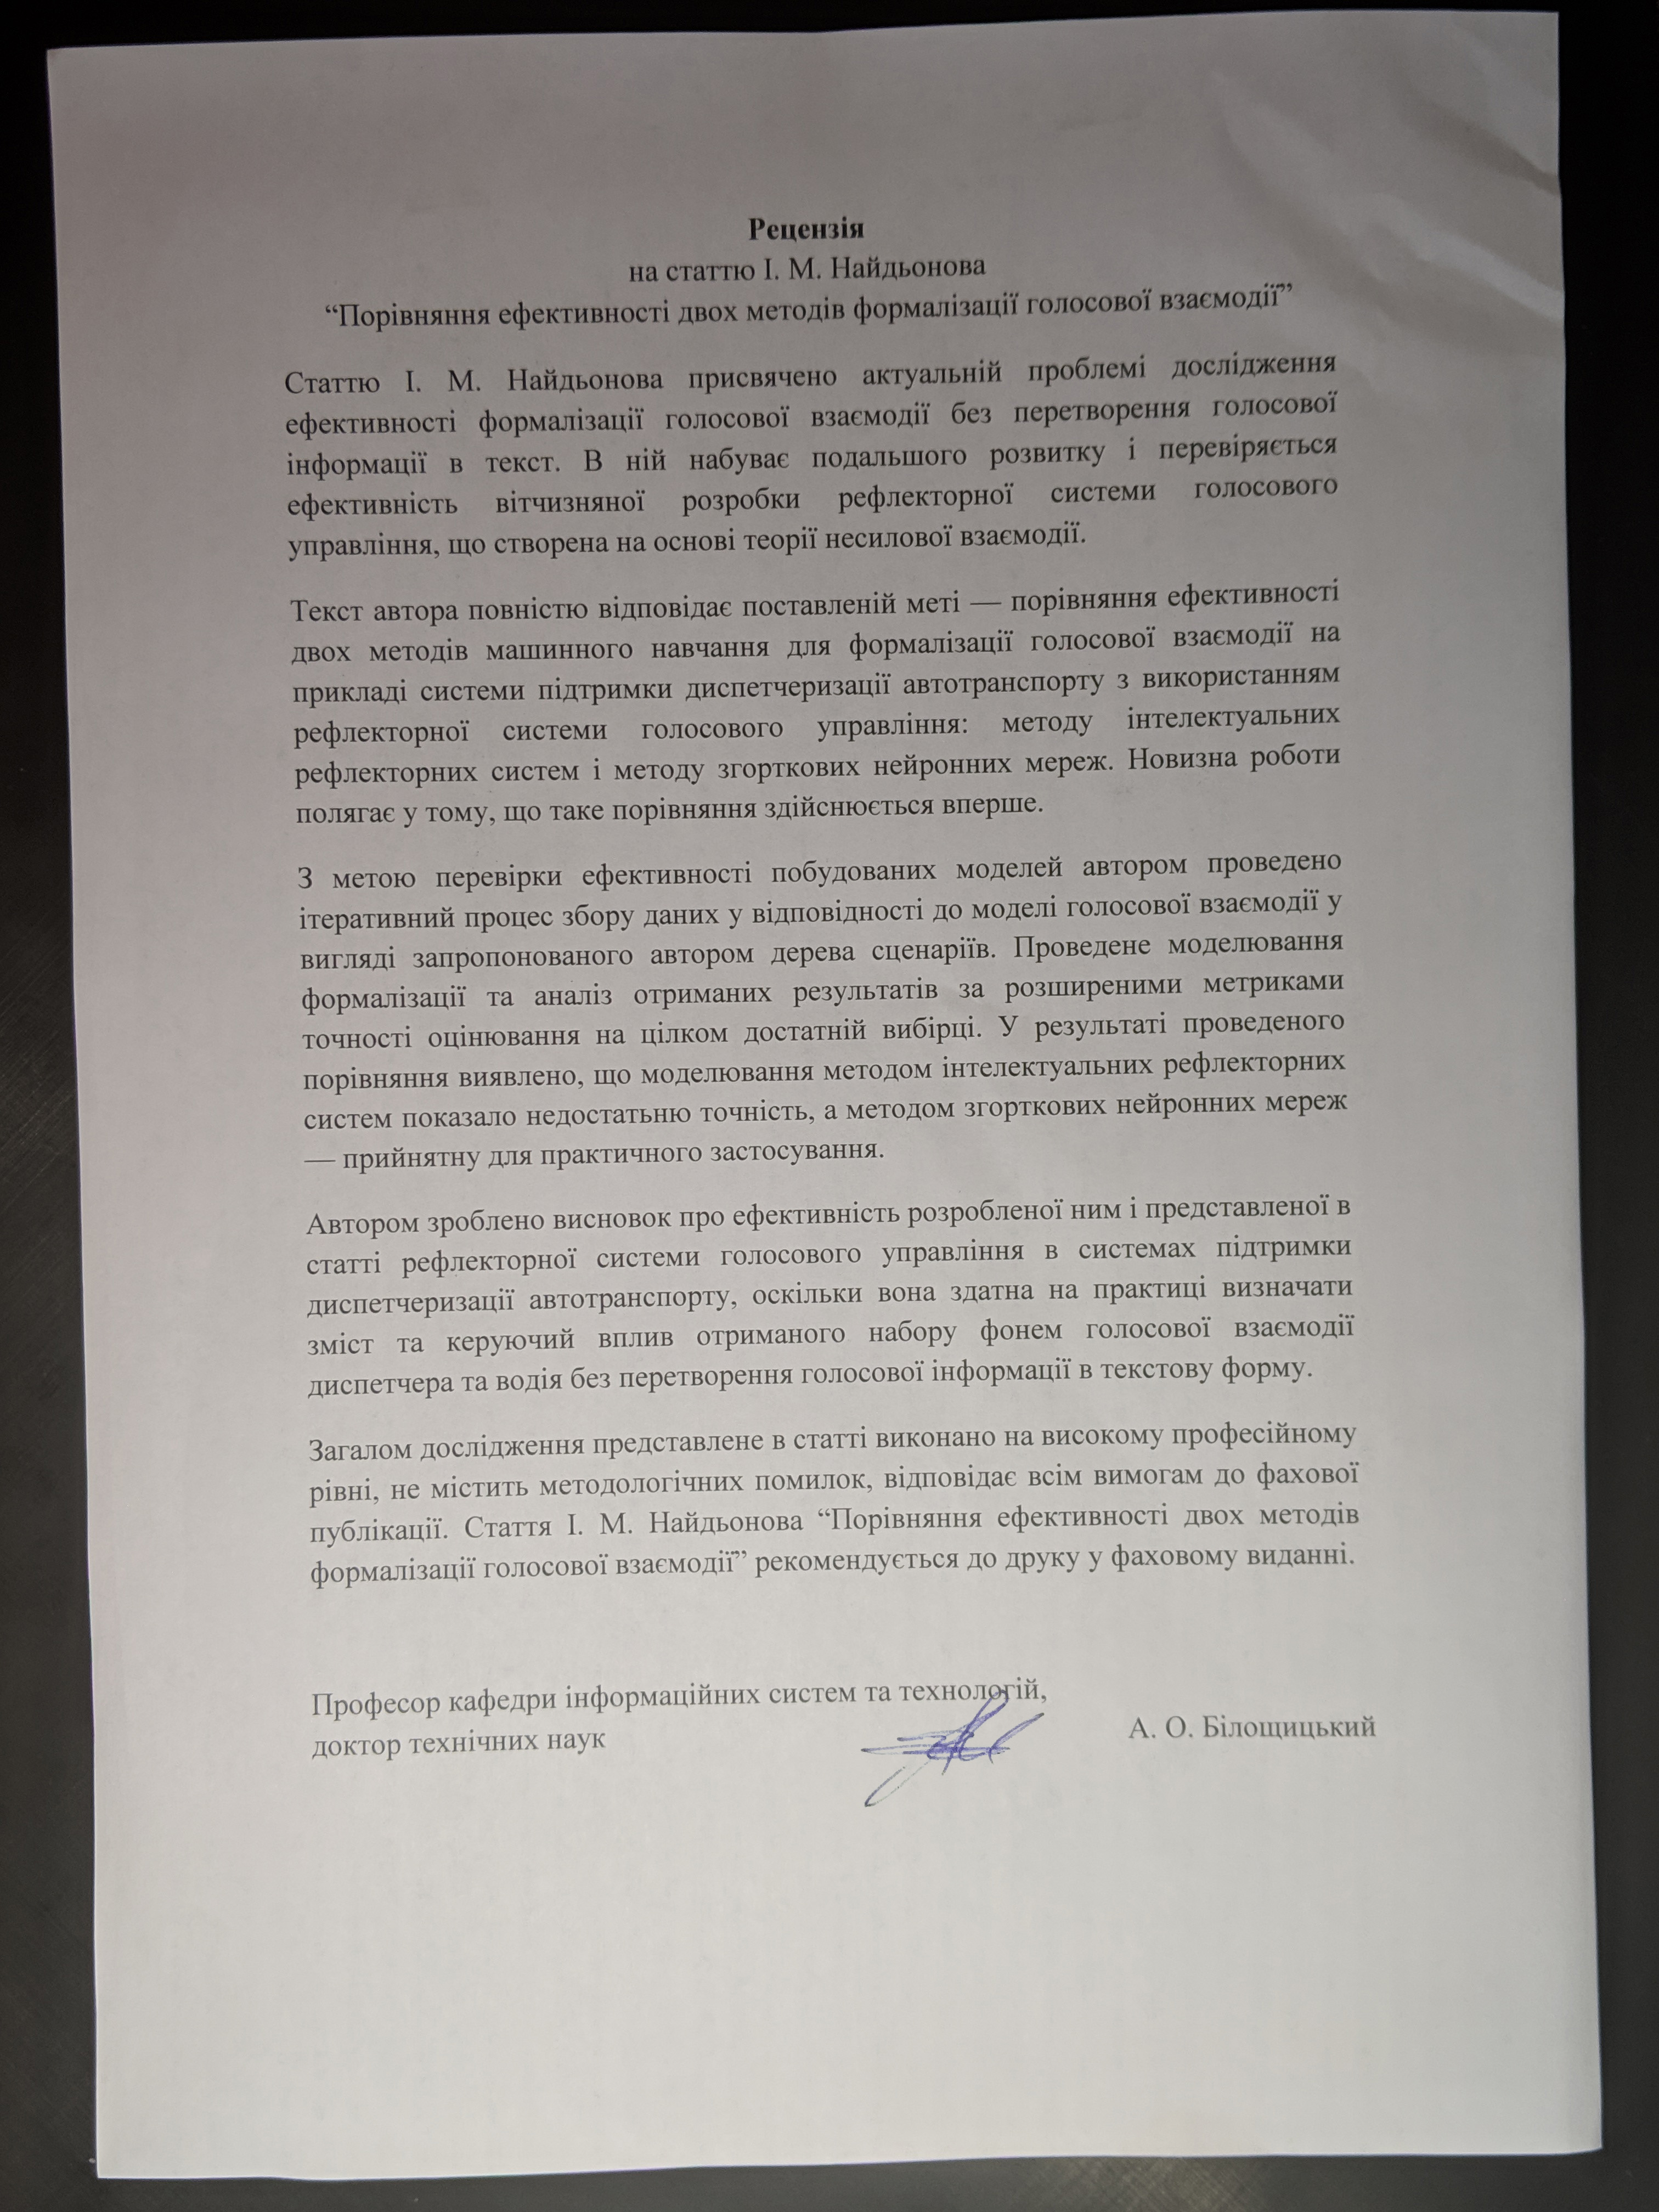 Рецензія
на статтю І. М. Найдьонова
“Порівняння ефективності двох методів формалізації голосової взаємодії”
Статтю І. М. Найдьонова присвячено актуальній проблемі дослідження
ефективності формалізації голосової взаємодії без перетворення голосової
інформації в текст. В ній набуває подальшого розвитку і перевіряється
ефективність вітчизняної розробки рефлекторної системи голосового
управління, що створена на основі теорії несилової взаємодії.
Текст автора повністю відповідає поставленій меті — порівняння ефективності
двох методів машинного навчання для формалізації голосової взаємодії на
прикладі системи підтримки диспетчеризації автотранспорту з використанням
рефлекторної системи голосового управління: методу інтелектуальних
рефлекторних систем і методу згорткових нейронних мереж. Новизна роботи
полягає у тому, що таке порівняння здійснюється вперше.
З метою перевірки ефективності побудованих моделей автором проведено
ітеративний процес збору даних у відповідності до моделі голосової взаємодії у
вигляді запропонованого автором дерева сценаріїв. Проведене моделювання
формалізації та аналіз отриманих результатів за розширеними метриками
точності оцінювання на цілком достатній вибірці. У результаті проведеного
порівняння виявлено, що моделювання методом інтелектуальних рефлекторних
систем показало недостатню точність, а методом згорткових нейронних мереж
— прийнятну для практичного застосування.
Автором зроблено висновок про ефективність розробленої ним і представленої в
статті рефлекторної системи голосового управління в системах підтримки
диспетчеризації автотранспорту, оскільки вона здатна на практиці визначати
зміст та керуючий вплив отриманого набору фонем голосової взаємодії
диспетчера та водія без перетворення голосової інформації в текстову форму.
Загалом дослідження представлене в статті виконано на високому професійному
рівні, не містить методологічних помилок, відповідає всім вимогам до фахової
публікації. Стаття І. М. Найдьонова “Порівняння ефективності двох методів
формалізації голосової взаємодії” рекомендується до друку у фаховому виданні.
Професор кафедри інформаційних систем та технологій,
доктор технічних наук
А. О. Білощицький